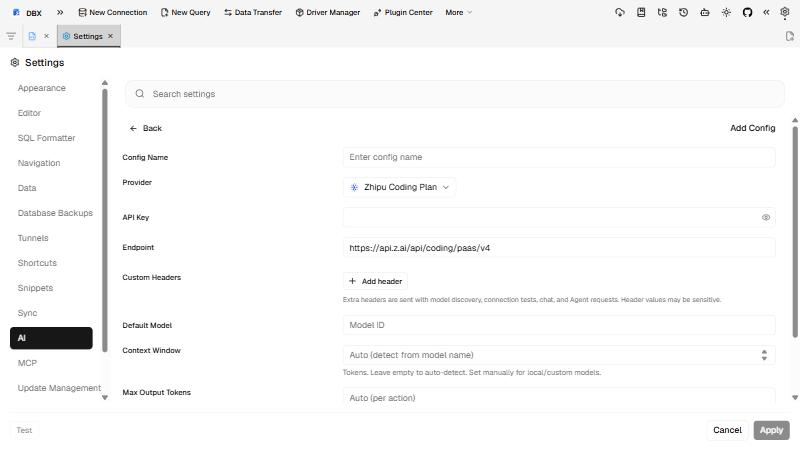 DBX
New Connection
New Query
Data Transfer
Driver Manager
Plugin Center
More
Settings
Settings
Appearance
Editor
SQL Formatter
Navigation
Data
Database Backups
Tunnels
Shortcuts
Snippets
Sync
AI
MCP
Update Management
Search settings
Back
Add Config
Config Name
Enter config name
Provider
Zhipu Coding Plan
API Key
Endpoint
https://api.z.ai/api/coding/paas/v4
Custom Headers
Add header
Extra headers are sent with model discovery, connection tests, chat, and Agent requests. Header values may be sensitive.
Default Model
Model ID
Context Window
Auto (detect from model name)
Tokens. Leave empty to auto-detect. Set manually for local/custom models.
Max Output Tokens
Auto (per action)
Test
Cancel
Apply